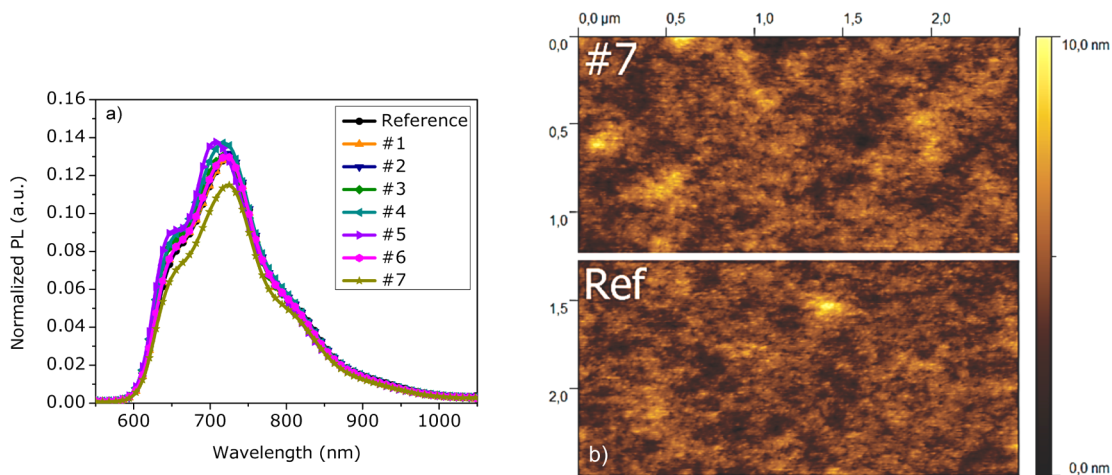 a)
Normalized PL (a.u.)
0.16
0.14
0.12
0.10
0.08
0.06
0.04
0.02
0.00
600 700 800 900 1000
Wavelength (nm)
Reference
#1
#2
#3
#4
#5
#6
#7
0,0 µm 0,5 1,0 1,5 2,0
0,0
0,5
1,0
1,5
2,0
#7
Ref
b)
10,0 nm
0,0 nm